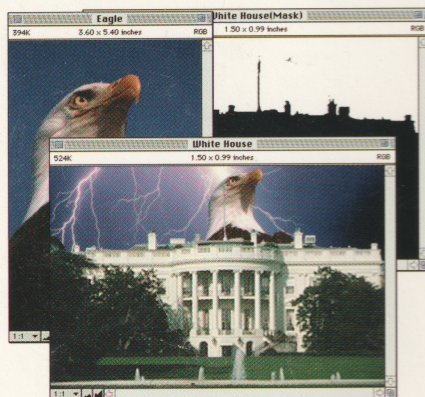 Eagle
394K 3.60 x 5.40 inches RGB
White House(Mask)
1.50 x 0.99 inches RGB
White House
524K 1.50 x 0.99 inches RGB
1:1
1:1